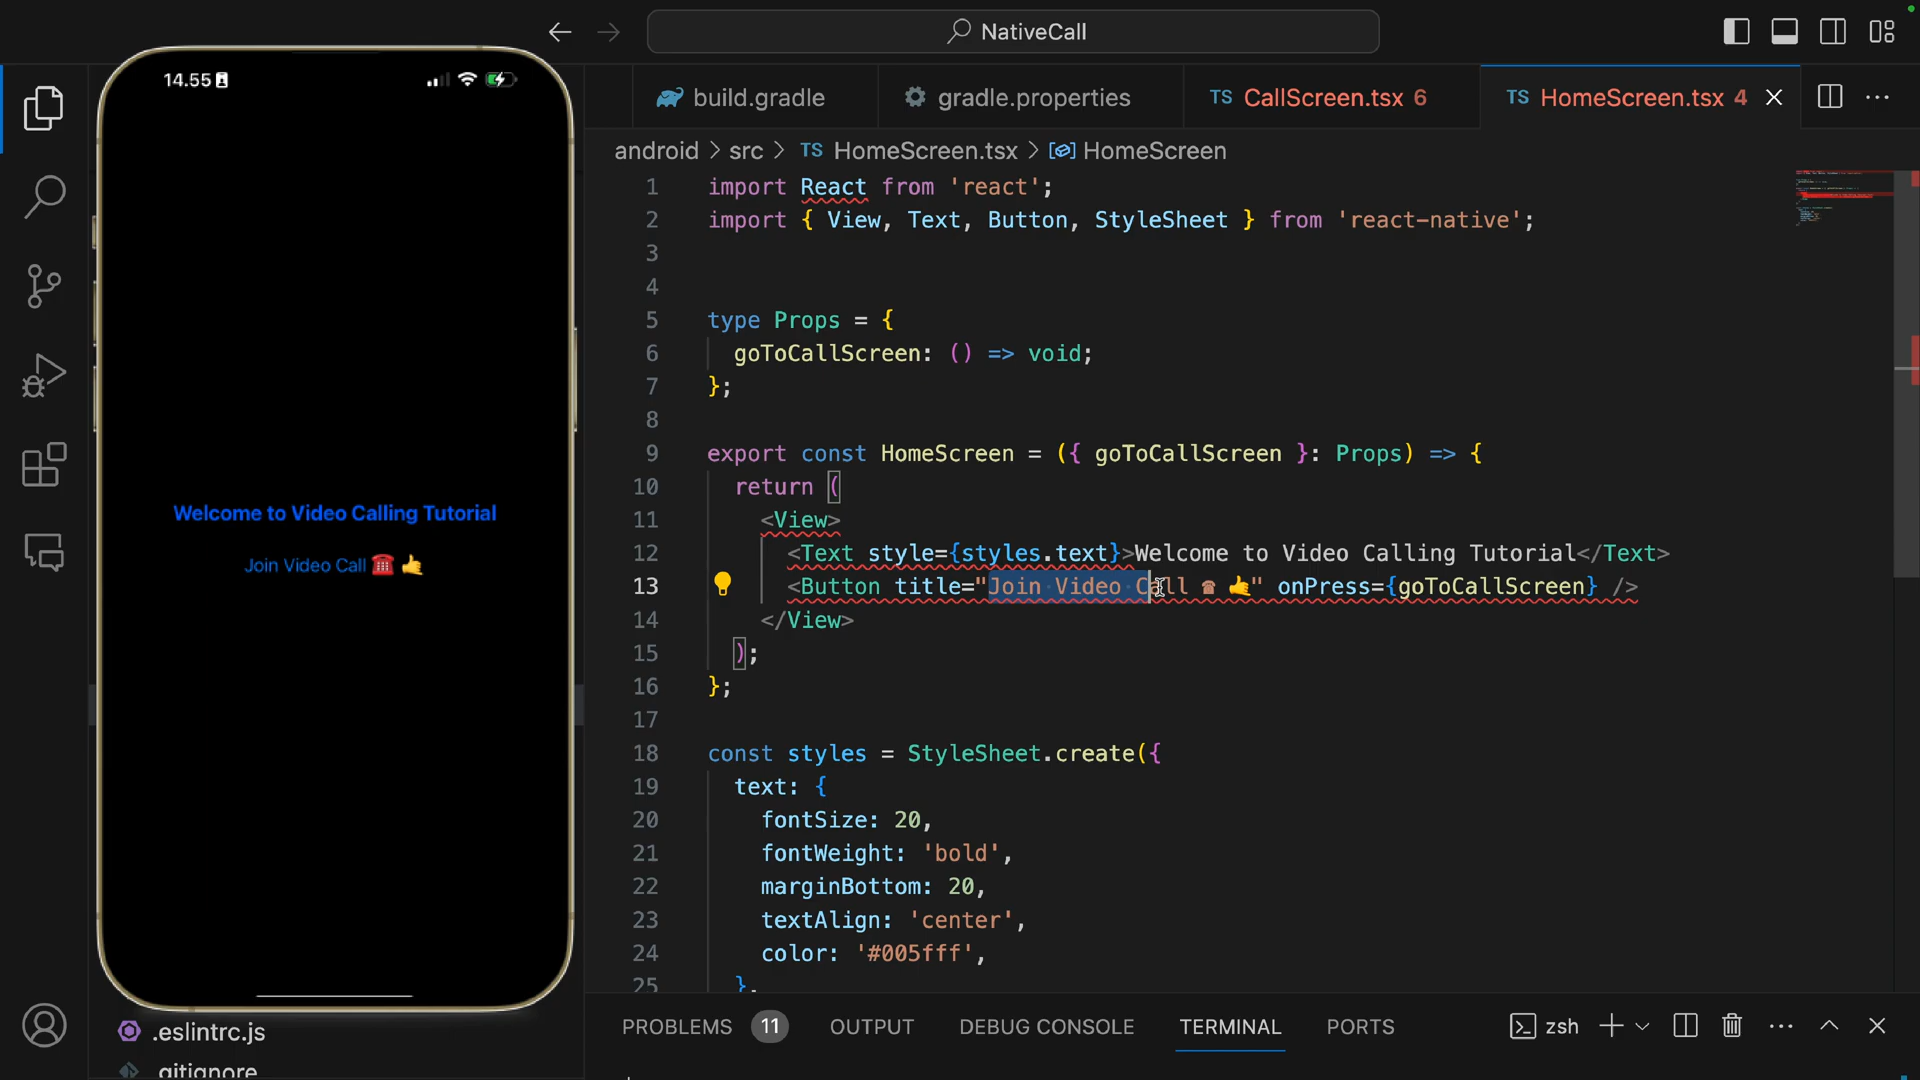 NativeCall
14.55
build.gradle
gradle.properties
TS CallScreen.tsx 6
TS HomeScreen.tsx 4
android > src > TS HomeScreen.tsx > HomeScreen
1 import React from 'react';
2 import { View, Text, Button, StyleSheet } from 'react-native';
3
4
5 type Props = {
6 goToCallScreen: () => void;
7 };
8
9 export const HomeScreen = ({ goToCallScreen }: Props) => {
10 return (
11 <View>
12 <Text style={styles.text}>Welcome to Video Calling Tutorial</Text>
13 <Button title="Join Video Call ☎ 🤙" onPress={goToCallScreen} />
14 </View>
15 );
16 };
17
18 const styles = StyleSheet.create({
19 text: {
20 fontSize: 20,
21 fontWeight: 'bold',
22 marginBottom: 20,
23 textAlign: 'center',
24 color: '#005fff',
25 },
Welcome to Video Calling Tutorial
Join Video Call ☎️ 🤙
.eslintrc.js
.gitignore
PROBLEMS 11 OUTPUT DEBUG CONSOLE TERMINAL PORTS
zsh